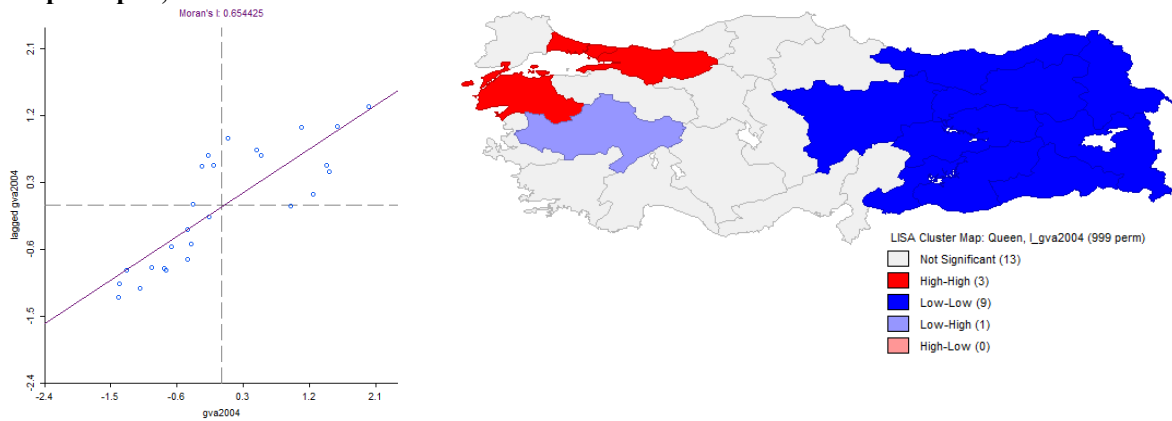 Moran's I: 0.654425
2.1
1.2
0.3
-0.6
-1.5
-2.4
lagged gva2004
-2.4 -1.5 -0.6 0.3 1.2 2.1
gva2004
LISA Cluster Map: Queen, I_gva2004 (999 perm)
Not Significant (13)
High-High (3)
Low-Low (9)
Low-High (1)
High-Low (0)